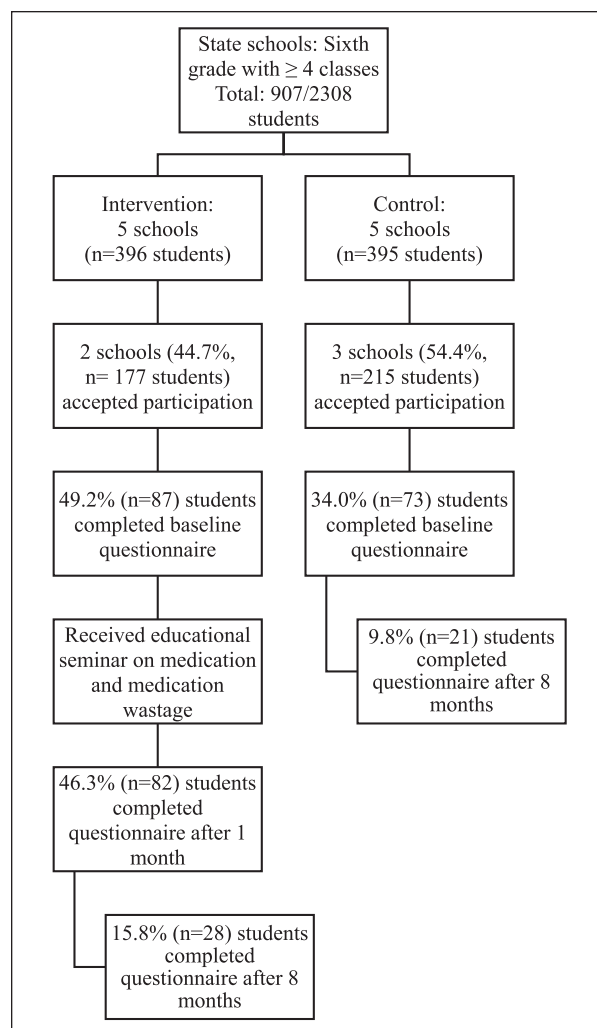 State schools: Sixth
grade with ≥ 4 classes
Total: 907/2308
students
Intervention:
5 schools
(n=396 students)
Control:
5 schools
(n=395 students)
2 schools (44.7%,
n= 177 students)
accepted participation
3 schools (54.4%,
n=215 students)
accepted participation
49.2% (n=87) students
completed baseline
questionnaire
34.0% (n=73) students
completed baseline
questionnaire
Received educational
seminar on medication
and medication
wastage
9.8% (n=21) students
completed
questionnaire after 8
months
46.3% (n=82) students
completed
questionnaire after 1
month
15.8% (n=28) students
completed
questionnaire after 8
months